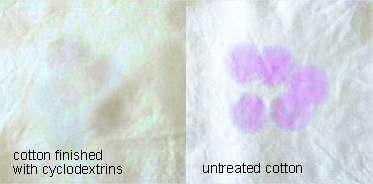 cotton finished
with cyclodextrins
untreated cotton